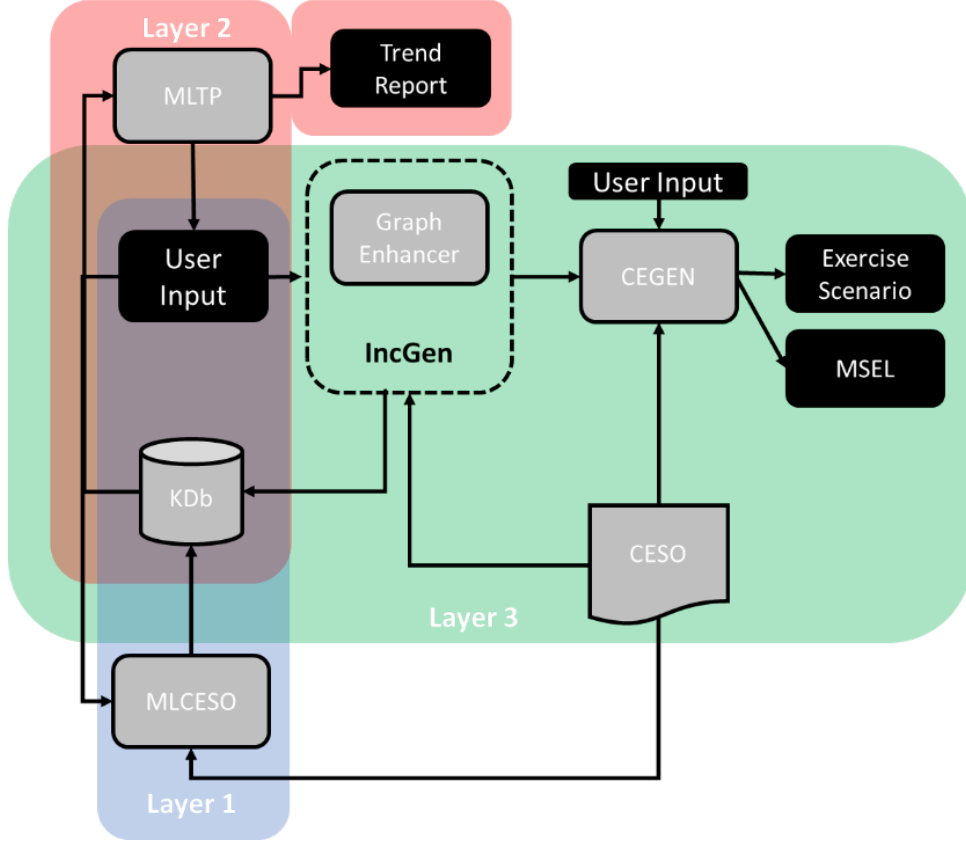 Layer 2
MLTP
Trend
Report
User Input
User
Input
Graph
Enhancer
IncGen
CEGEN
Exercise
Scenario
MSEL
KDb
CESO
Layer 3
MLCESO
Layer 1